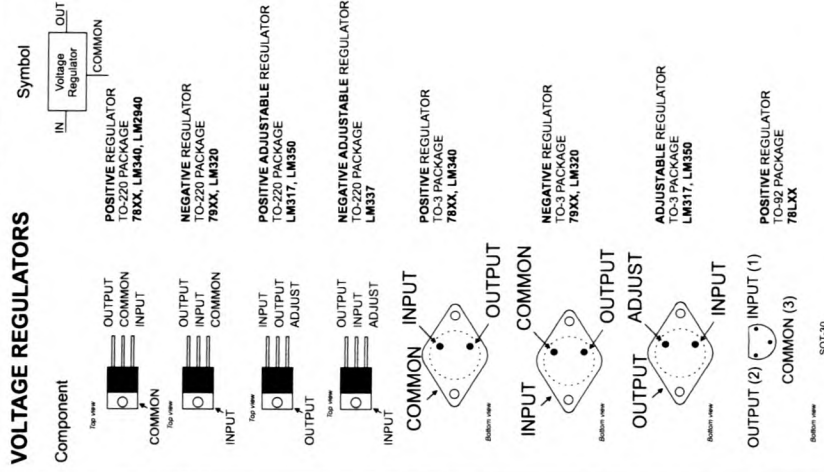 VOLTAGE REGULATORS
Component
Symbol
IN
Voltage
Regulator
OUT
COMMON
Top view
OUTPUT
COMMON
INPUT
COMMON
POSITIVE REGULATOR
TO-220 PACKAGE
78XX, LM340, LM2940
Top view
OUTPUT
INPUT
COMMON
INPUT
NEGATIVE REGULATOR
TO-220 PACKAGE
79XX, LM320
Top view
INPUT
OUTPUT
ADJUST
OUTPUT
POSITIVE ADJUSTABLE REGULATOR
TO-220 PACKAGE
LM317, LM350
Top view
OUTPUT
INPUT
ADJUST
INPUT
NEGATIVE ADJUSTABLE REGULATOR
TO-220 PACKAGE
LM337
COMMON
INPUT
OUTPUT
Bottom view
POSITIVE REGULATOR
TO-3 PACKAGE
78XX, LM340
INPUT
COMMON
OUTPUT
Bottom view
NEGATIVE REGULATOR
TO-3 PACKAGE
79XX, LM320
OUTPUT
ADJUST
INPUT
Bottom view
ADJUSTABLE REGULATOR
TO-3 PACKAGE
LM317, LM350
OUTPUT (2)
INPUT (1)
COMMON (3)
Bottom view
POSITIVE REGULATOR
TO-92 PACKAGE
78LXX